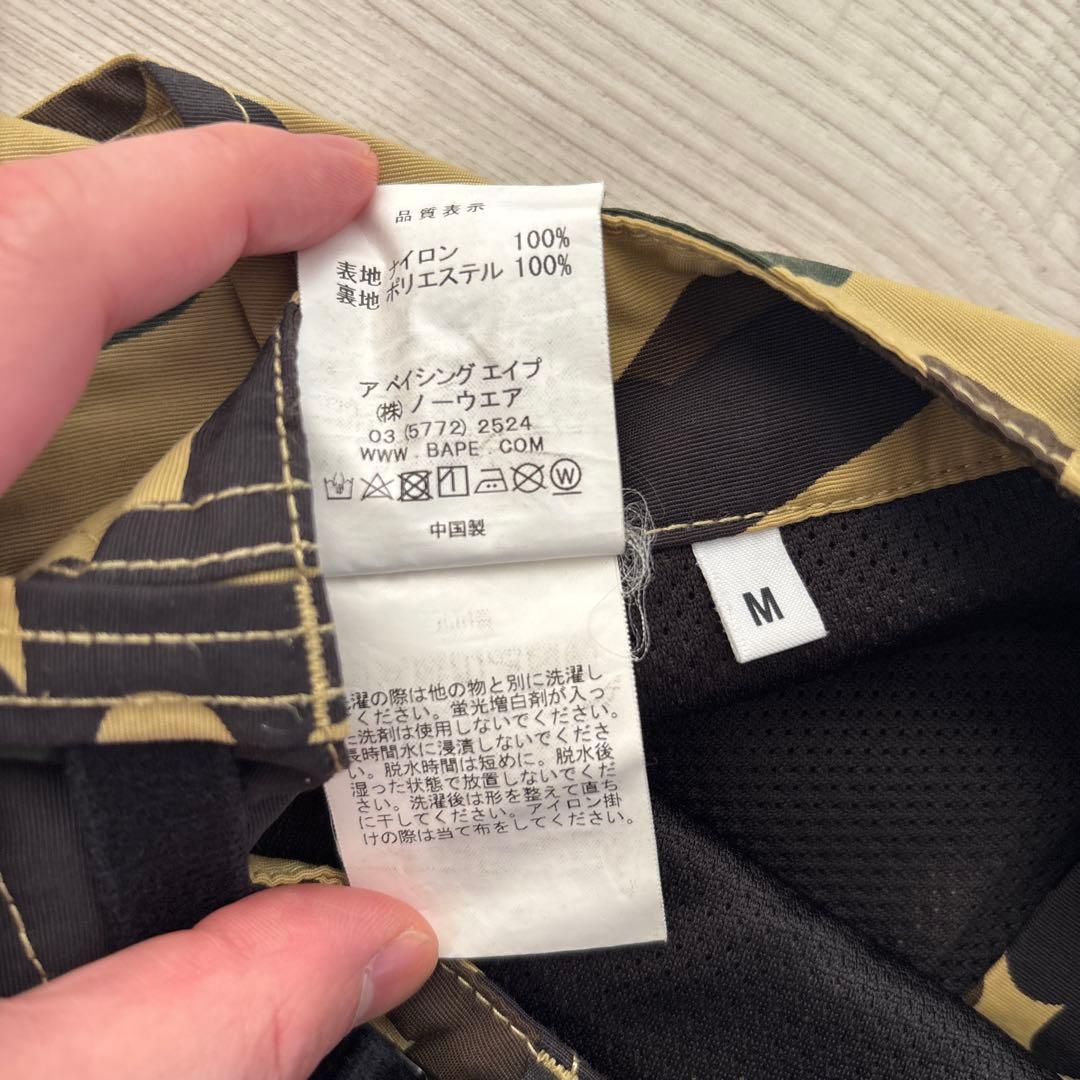 品質表示
表地 ナイロン 100%
裏地 ポリエステル 100%
ア ベイシング エイプ
(株) ノーウエア
03 (5772) 2524
WWW.BAPE.COM
W
中国製
M
濯の際は他の物と別に洗濯し
ください。蛍光増白剤が入っ
洗剤は使用しないでください。
長時間水に浸漬しないでくださ
い。脱水時間は短めに。脱水後
湿った状態で放置しないでくだ
さい。洗濯後は形を整えて直ち
に干してください。アイロン掛
けの際は当て布をしてください。